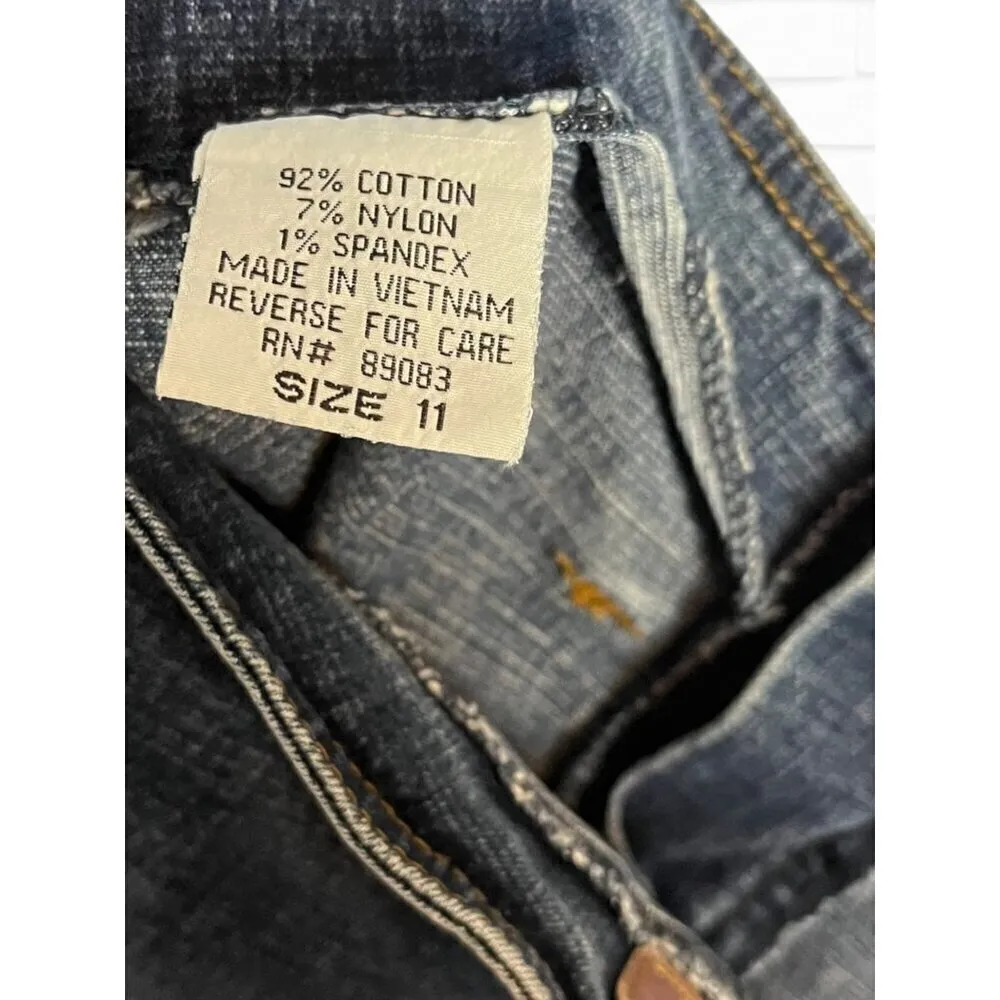 92% COTTON
7% NYLON
1% SPANDEX
MADE IN VIETNAM
REVERSE FOR CARE
RN# 89083
SIZE 11